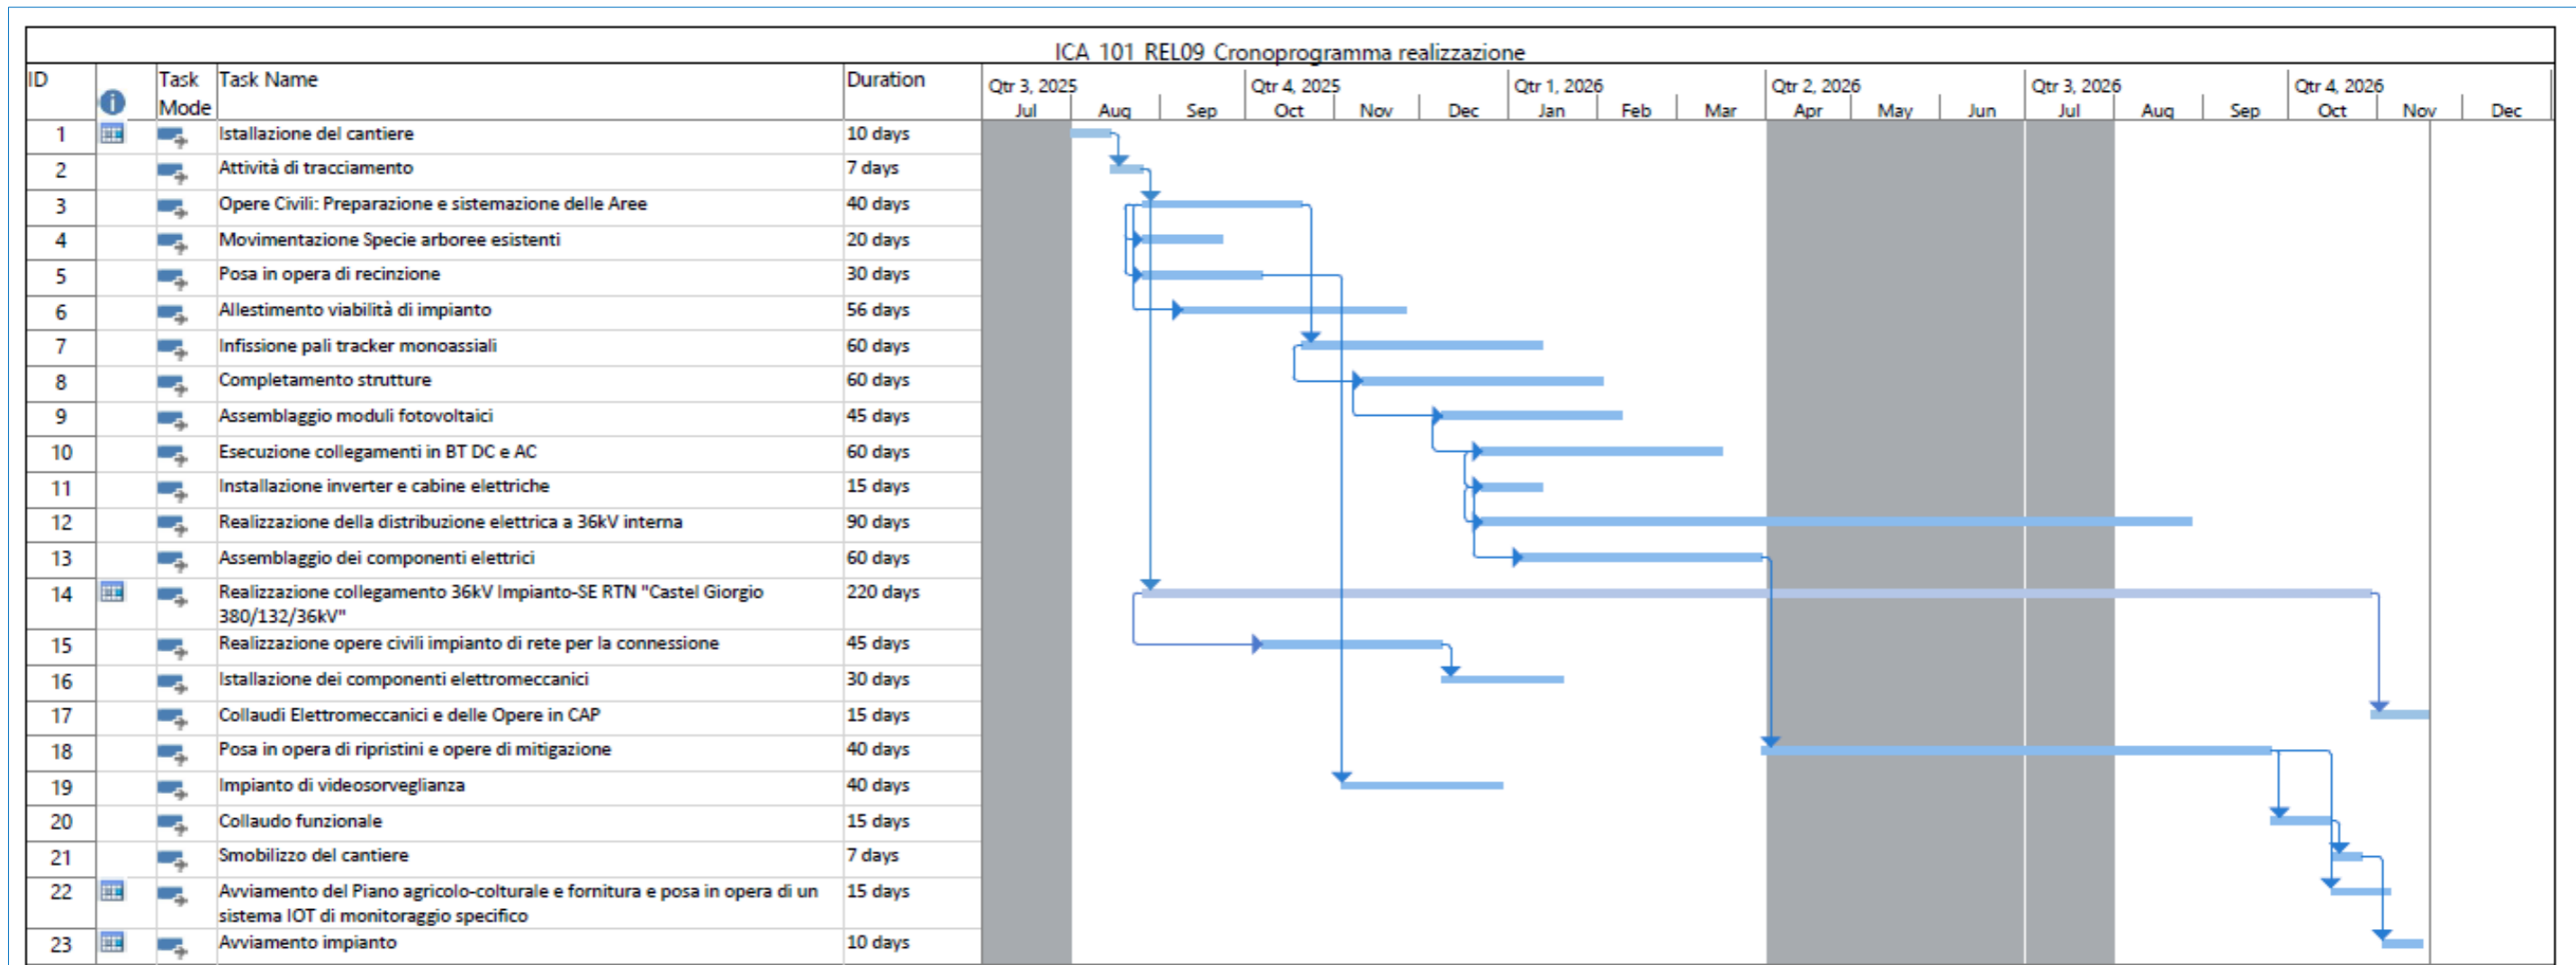 ICA 101 REL09 Cronoprogramma realizzazione
ID Task Mode Task Name Duration Qtr 3, 2025 Qtr 4, 2025 Qtr 1, 2026 Qtr 2, 2026 Qtr 3, 2026 Qtr 4, 2026
Jul Aug Sep Oct Nov Dec Jan Feb Mar Apr May Jun Jul Aug Sep Oct Nov Dec
1 Istallazione del cantiere 10 days
2 Attività di tracciamento 7 days
3 Opere Civili: Preparazione e sistemazione delle Aree 40 days
4 Movimentazione Specie arboree esistenti 20 days
5 Posa in opera di recinzione 30 days
6 Allestimento viabilità di impianto 56 days
7 Infissione pali tracker monoassiali 60 days
8 Completamento strutture 60 days
9 Assemblaggio moduli fotovoltaici 45 days
10 Esecuzione collegamenti in BT DC e AC 60 days
11 Installazione inverter e cabine elettriche 15 days
12 Realizzazione della distribuzione elettrica a 36kV interna 90 days
13 Assemblaggio dei componenti elettrici 60 days
14 Realizzazione collegamento 36kV Impianto-SE RTN "Castel Giorgio 220 days
380/132/36kV"
15 Realizzazione opere civili impianto di rete per la connessione 45 days
16 Istallazione dei componenti elettromeccanici 30 days
17 Collaudi Elettromeccanici e delle Opere in CAP 15 days
18 Posa in opera di ripristini e opere di mitigazione 40 days
19 Impianto di videosorveglianza 40 days
20 Collaudo funzionale 15 days
21 Smobilizzo del cantiere 7 days
22 Avviamento del Piano agricolo-colturale e fornitura e posa in opera di un 15 days
sistema IOT di monitoraggio specifico
23 Avviamento impianto 10 days